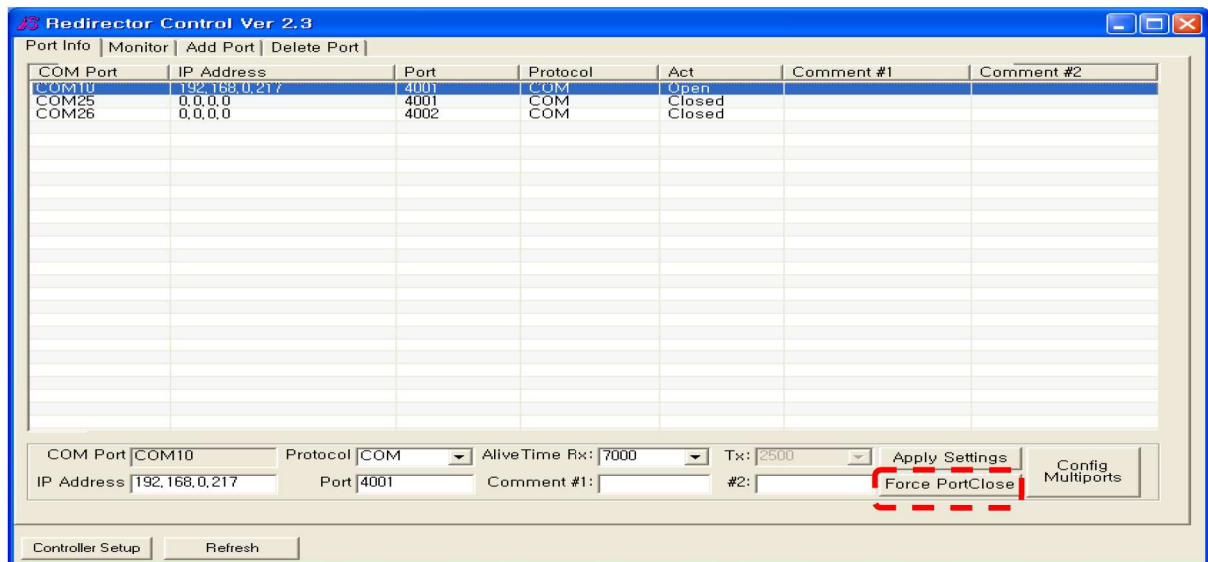 JS Redirector Control Ver 2.3
Port Info | Monitor | Add Port | Delete Port |
COM Port IP Address Port Protocol Act Comment #1 Comment #2
COM10 192,168,0,217 4001 COM Open
COM25 0,0,0,0 4001 COM Closed
COM26 0,0,0,0 4002 COM Closed
COM Port COM10 Protocol COM AliveTime Rx: 7000 Tx: 2500 Apply Settings Config Multiports
IP Address 192,168,0,217 Port 4001 Comment #1: #2: Force PortClose
Controller Setup Refresh